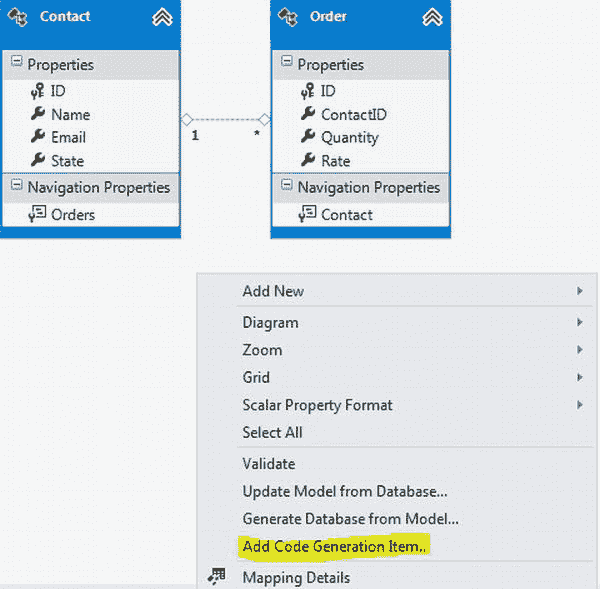 Contact
Properties
ID
Name
Email
State
Navigation Properties
Orders
1 *
Order
Properties
ID
ContactID
Quantity
Rate
Navigation Properties
Contact
Add New
Diagram
Zoom
Grid
Scalar Property Format
Select All
Validate
Update Model from Database...
Generate Database from Model...
Add Code Generation Item..
Mapping Details